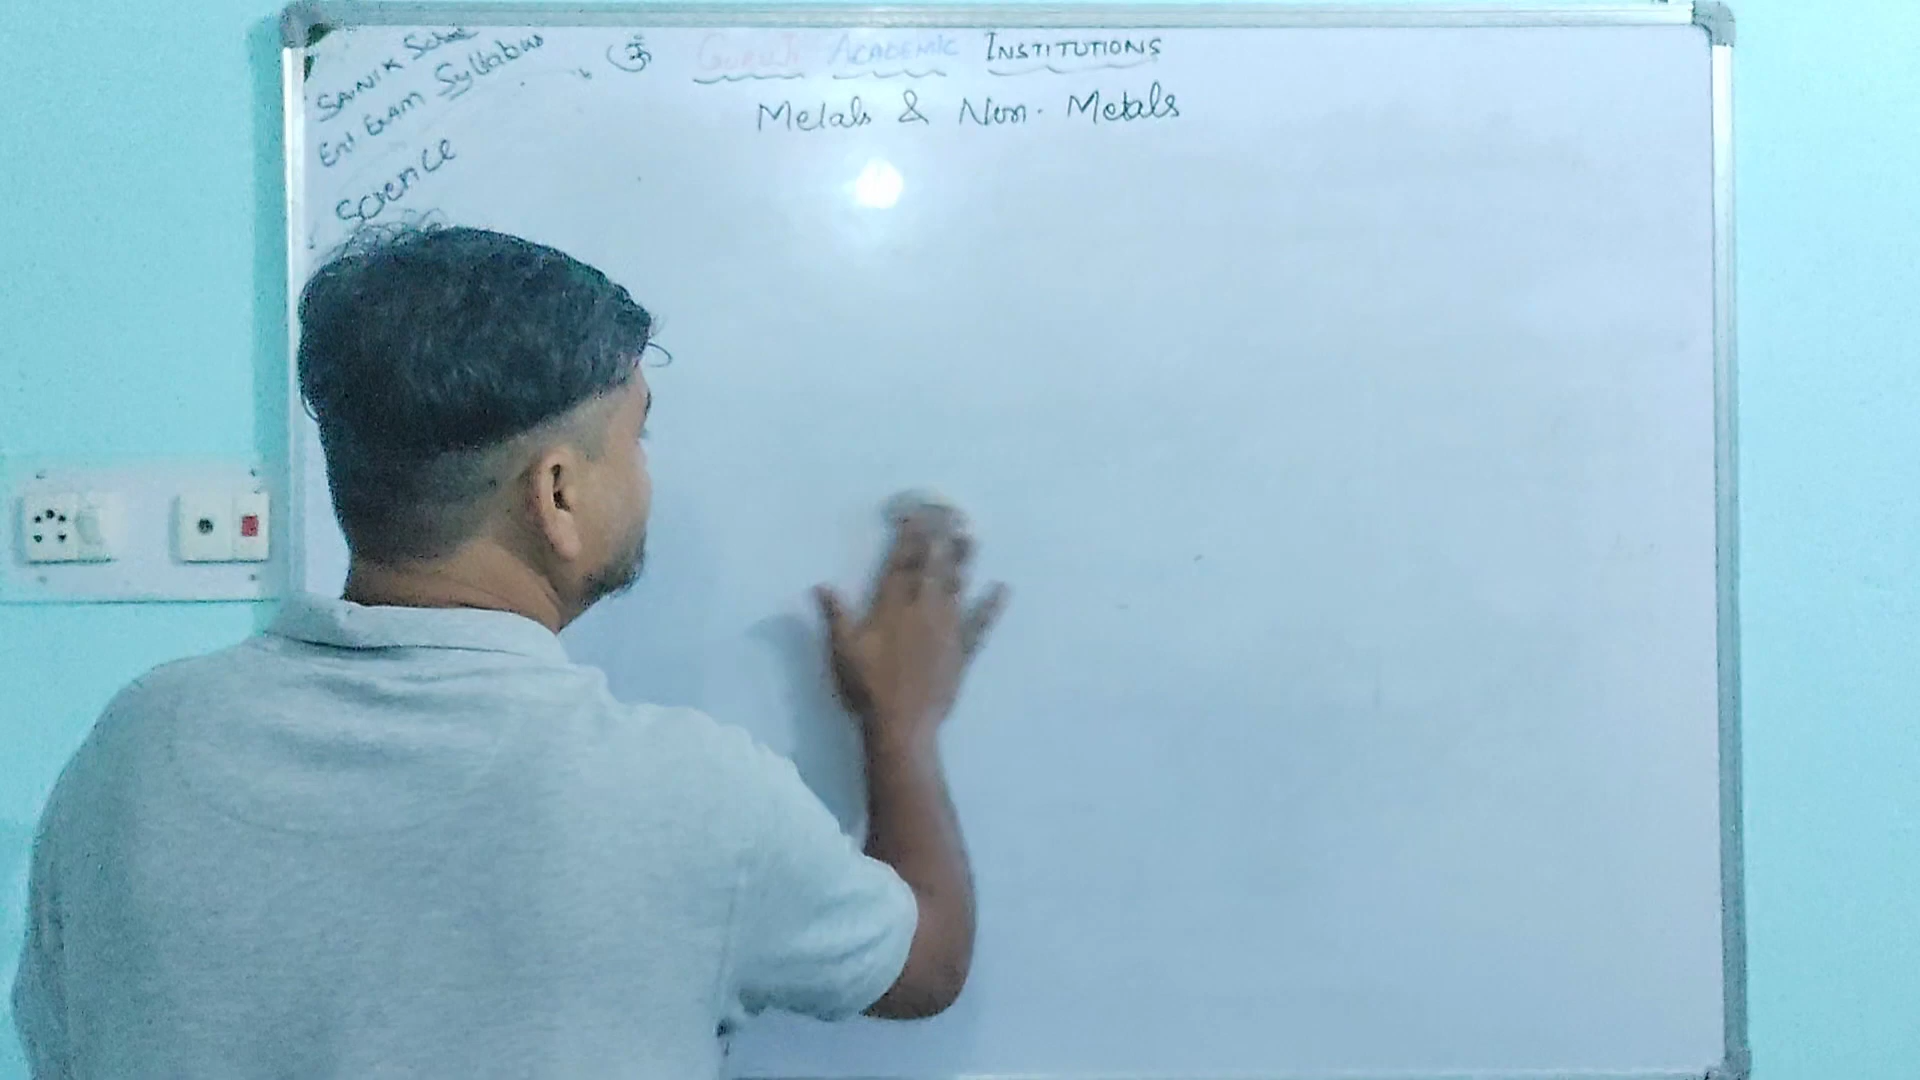 SAINIK School
Ent Exam Syllabus
Science
ॐ GURUJI ACADEMIC INSTITUTIONS
Metals & Non-Metals